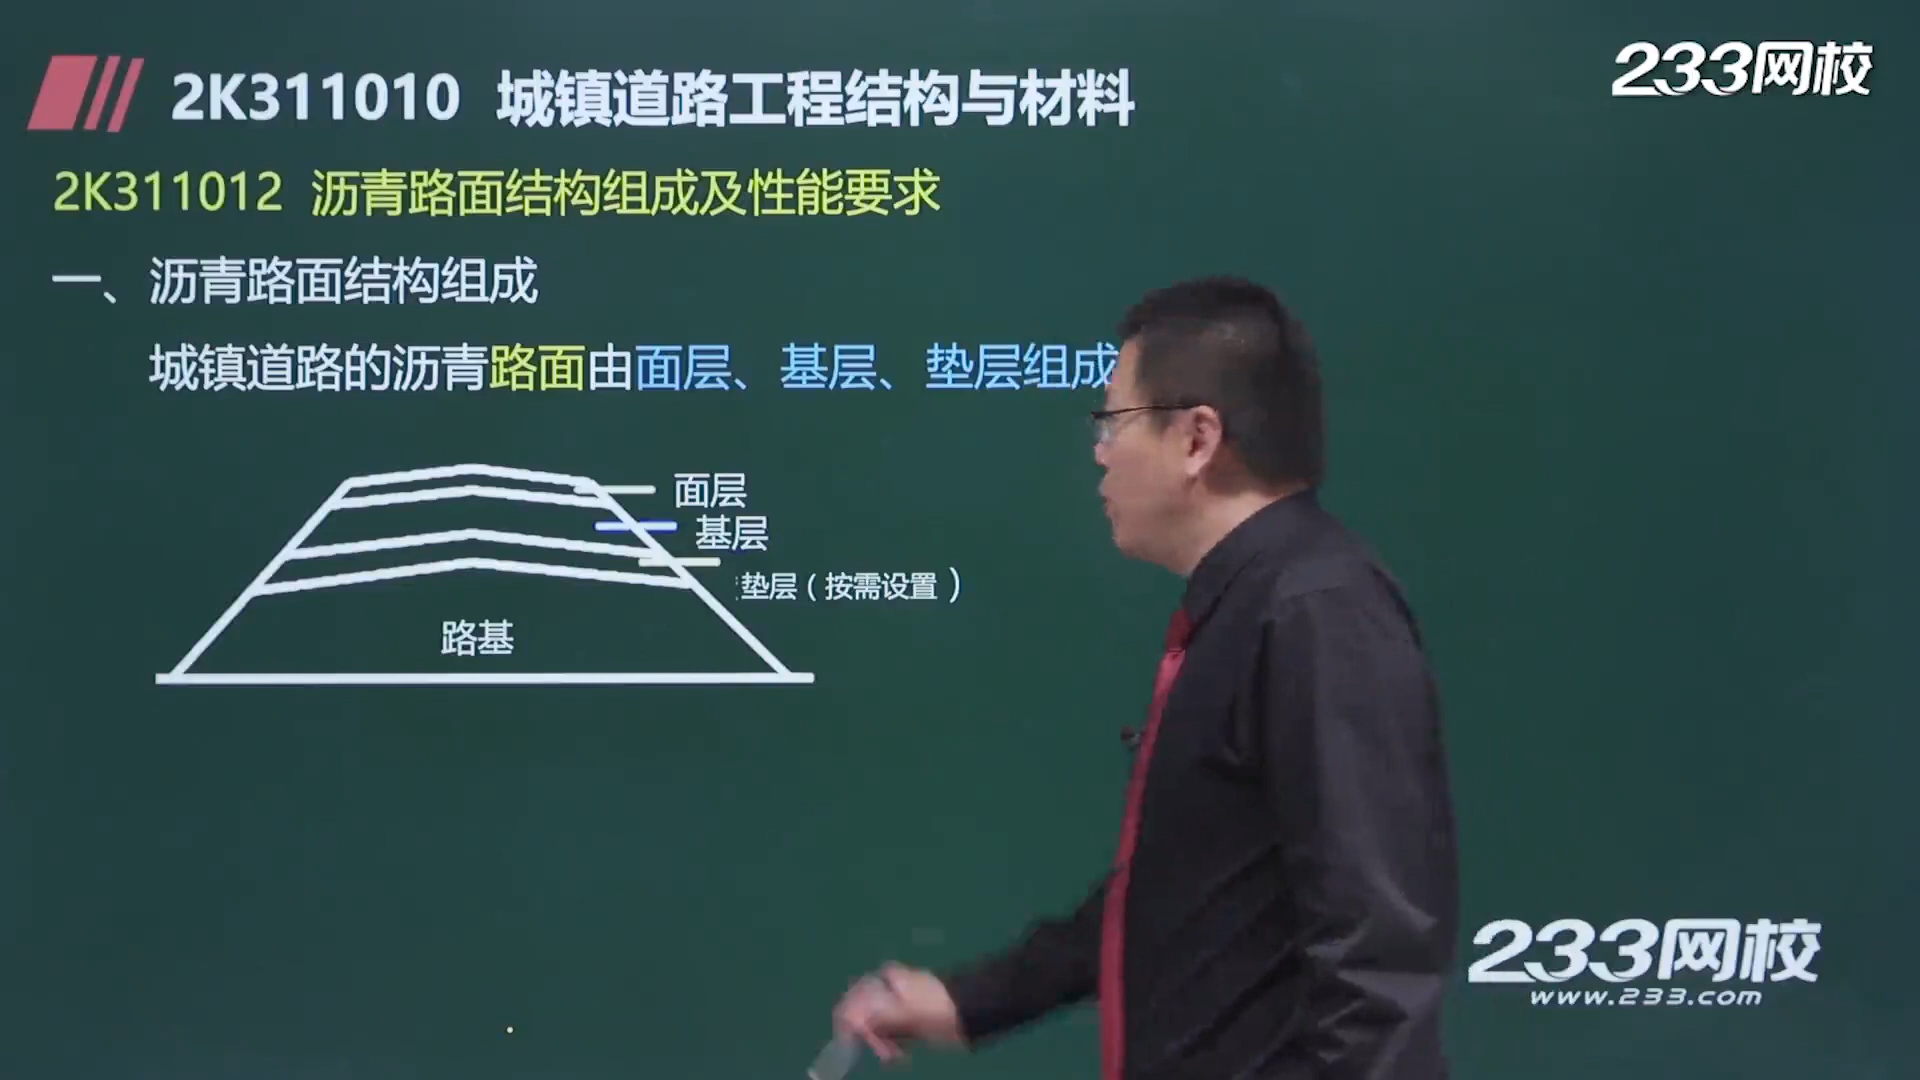 233网校
2K311010 城镇道路工程结构与材料
2K311012 沥青路面结构组成及性能要求
一、沥青路面结构组成
城镇道路的沥青路面由面层、基层、垫层组成
面层
基层
垫层（按需设置）
路基
233网校
www.233.com